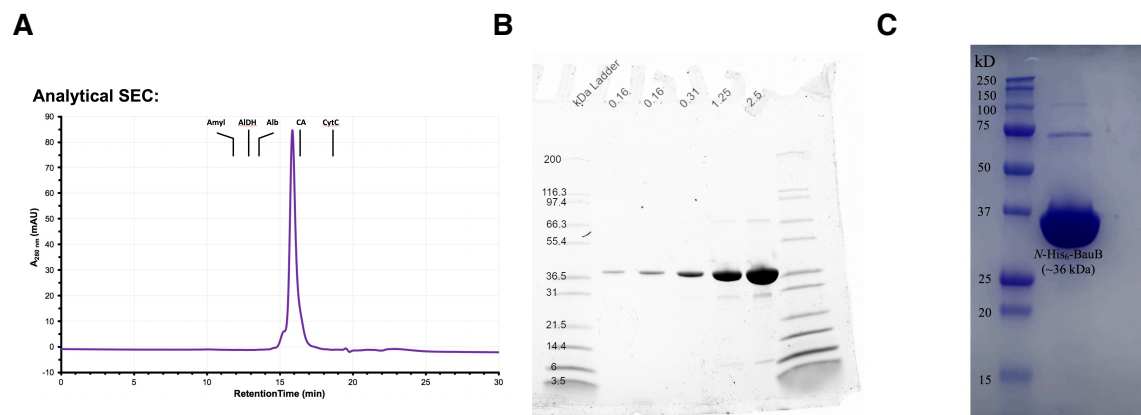 A
B
C
Analytical SEC:
Amyl AlDH Alb CA CytC
90
80
70
60
50
40
30
20
10
0
-10
A280 nm (mAU)
0 5 10 15 20 25 30
RetentionTime (min)
kDa Ladder 0.16 0.16 0.31 1.25 2.5
200
116.3
97.4
66.3
55.4
36.5
31
21.5
14.4
6
3.5
kD
250
150
100
75
50
37
N-His6-BauB
(~36 kDa)
25
20
15